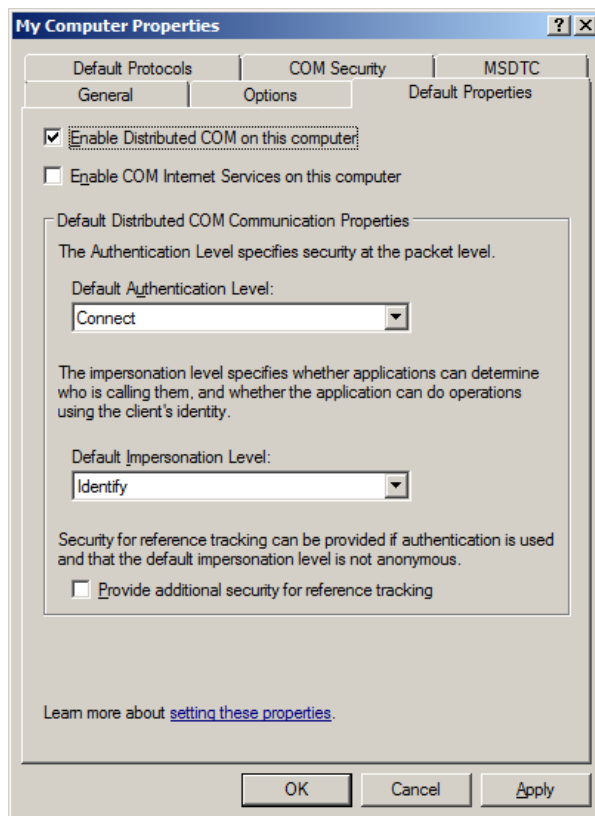 My Computer Properties
Default Protocols COM Security MSDTC
General Options Default Properties
Enable Distributed COM on this computer
Enable COM Internet Services on this computer
Default Distributed COM Communication Properties
The Authentication Level specifies security at the packet level.
Default Authentication Level:
Connect
The impersonation level specifies whether applications can determine
who is calling them, and whether the application can do operations
using the client's identity.
Default Impersonation Level:
Identify
Security for reference tracking can be provided if authentication is used
and that the default impersonation level is not anonymous.
Provide additional security for reference tracking
Learn more about setting these properties.
OK Cancel Apply